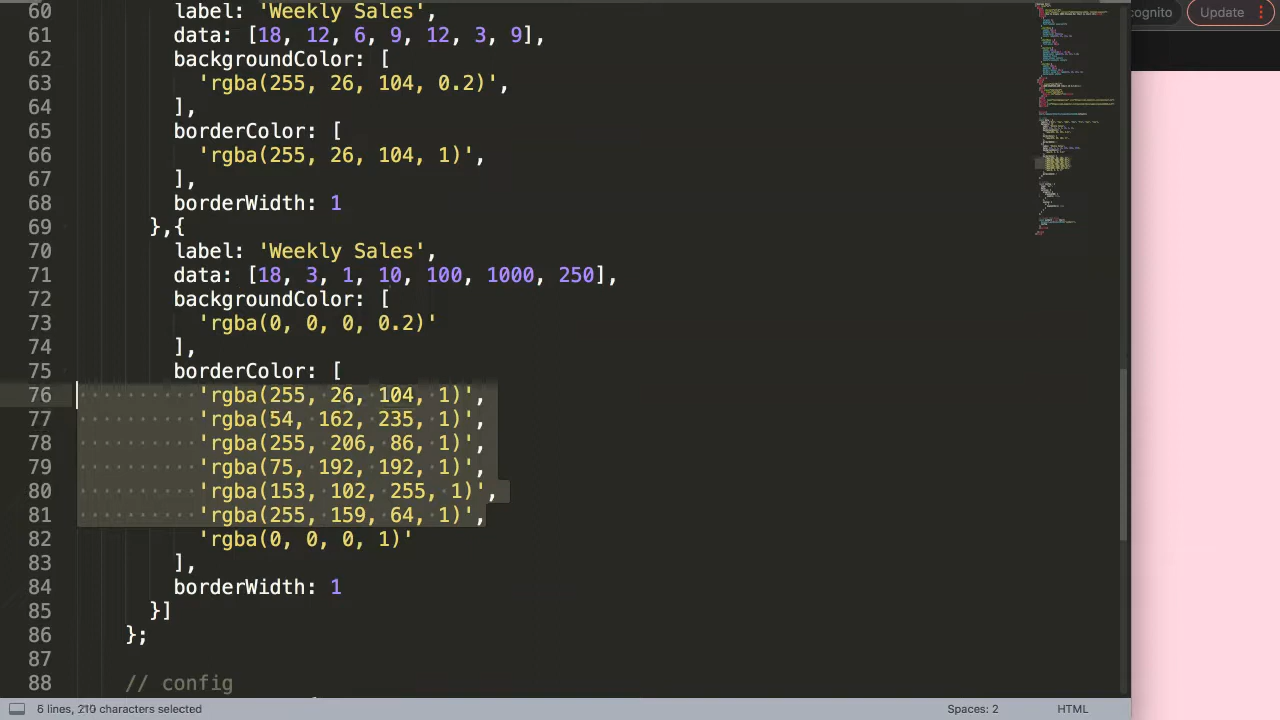 60 label: 'Weekly Sales',
61 data: [18, 12, 6, 9, 12, 3, 9],
62 backgroundColor: [
63 'rgba(255, 26, 104, 0.2)',
64 ],
65 borderColor: [
66 'rgba(255, 26, 104, 1)',
67 ],
68 borderWidth: 1
69 },{
70 label: 'Weekly Sales',
71 data: [18, 3, 1, 10, 100, 1000, 250],
72 backgroundColor: [
73 'rgba(0, 0, 0, 0.2)'
74 ],
75 borderColor: [
76 'rgba(255, 26, 104, 1)',
77 'rgba(54, 162, 235, 1)',
78 'rgba(255, 206, 86, 1)',
79 'rgba(75, 192, 192, 1)',
80 'rgba(153, 102, 255, 1)',
81 'rgba(255, 159, 64, 1)',
82 'rgba(0, 0, 0, 1)'
83 ],
84 borderWidth: 1
85 }]
86 };
87
88 // config
6 lines, 210 characters selected
Spaces: 2
HTML
cognito
Update